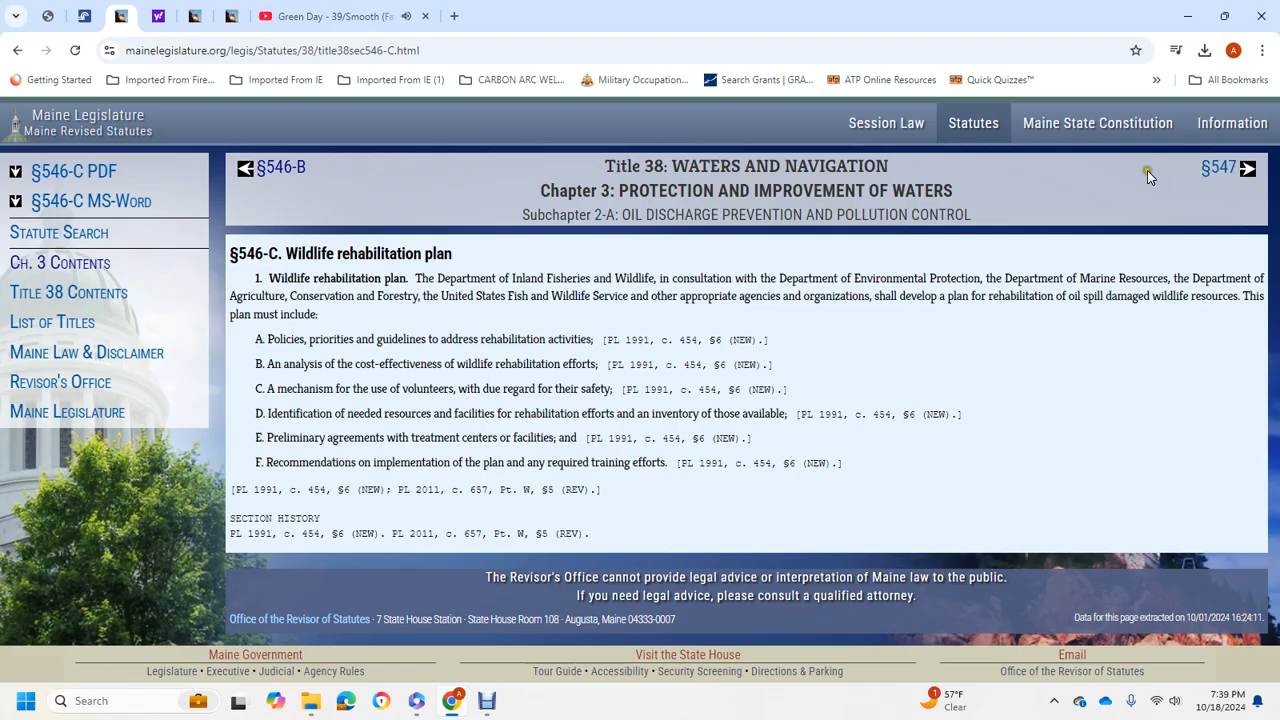 Green Day - 39/Smooth (Fa
mainelegislature.org/legis/Statutes/38/title38sec546-C.html
A
Getting Started
Imported From Fire...
Imported From IE
Imported From IE (1)
CARBON ARC WEL...
Military Occupation...
Search Grants | GRA...
ATP Online Resources
Quick Quizzes™
»
All Bookmarks
Maine Legislature
Maine Revised Statutes
Session Law
Statutes
Maine State Constitution
Information
§546-C PDF
§546-C MS-Word
Statute Search
Ch. 3 Contents
Title 38 Contents
List of Titles
Maine Law & Disclaimer
Revisor's Office
Maine Legislature
§546-B
Title 38: WATERS AND NAVIGATION
§547
Chapter 3: PROTECTION AND IMPROVEMENT OF WATERS
Subchapter 2-A: OIL DISCHARGE PREVENTION AND POLLUTION CONTROL
§546-C. Wildlife rehabilitation plan
1. Wildlife rehabilitation plan. The Department of Inland Fisheries and Wildlife, in consultation with the Department of Environmental Protection, the Department of Marine Resources, the Department of
Agriculture, Conservation and Forestry, the United States Fish and Wildlife Service and other appropriate agencies and organizations, shall develop a plan for rehabilitation of oil spill damaged wildlife resources. This
plan must include:
A. Policies, priorities and guidelines to address rehabilitation activities; [PL 1991, c. 454, §6 (NEW).]
B. An analysis of the cost-effectiveness of wildlife rehabilitation efforts; [PL 1991, c. 454, §6 (NEW).]
C. A mechanism for the use of volunteers, with due regard for their safety; [PL 1991, c. 454, §6 (NEW).]
D. Identification of needed resources and facilities for rehabilitation efforts and an inventory of those available; [PL 1991, c. 454, §6 (NEW).]
E. Preliminary agreements with treatment centers or facilities; and [PL 1991, c. 454, §6 (NEW).]
F. Recommendations on implementation of the plan and any required training efforts. [PL 1991, c. 454, §6 (NEW).]
[PL 1991, c. 454, §6 (NEW); PL 2011, c. 657, Pt. W, §5 (REV).]
SECTION HISTORY
PL 1991, c. 454, §6 (NEW). PL 2011, c. 657, Pt. W, §5 (REV).
The Revisor's Office cannot provide legal advice or interpretation of Maine law to the public.
If you need legal advice, please consult a qualified attorney.
Office of the Revisor of Statutes · 7 State House Station · State House Room 108 · Augusta, Maine 04333-0007
Data for this page extracted on 10/01/2024 16:24:11.
Maine Government
Visit the State House
Email
Legislature • Executive • Judicial • Agency Rules
Tour Guide • Accessibility • Security Screening • Directions & Parking
Office of the Revisor of Statutes
Search
1
57°F
Clear
7:39 PM
10/18/2024